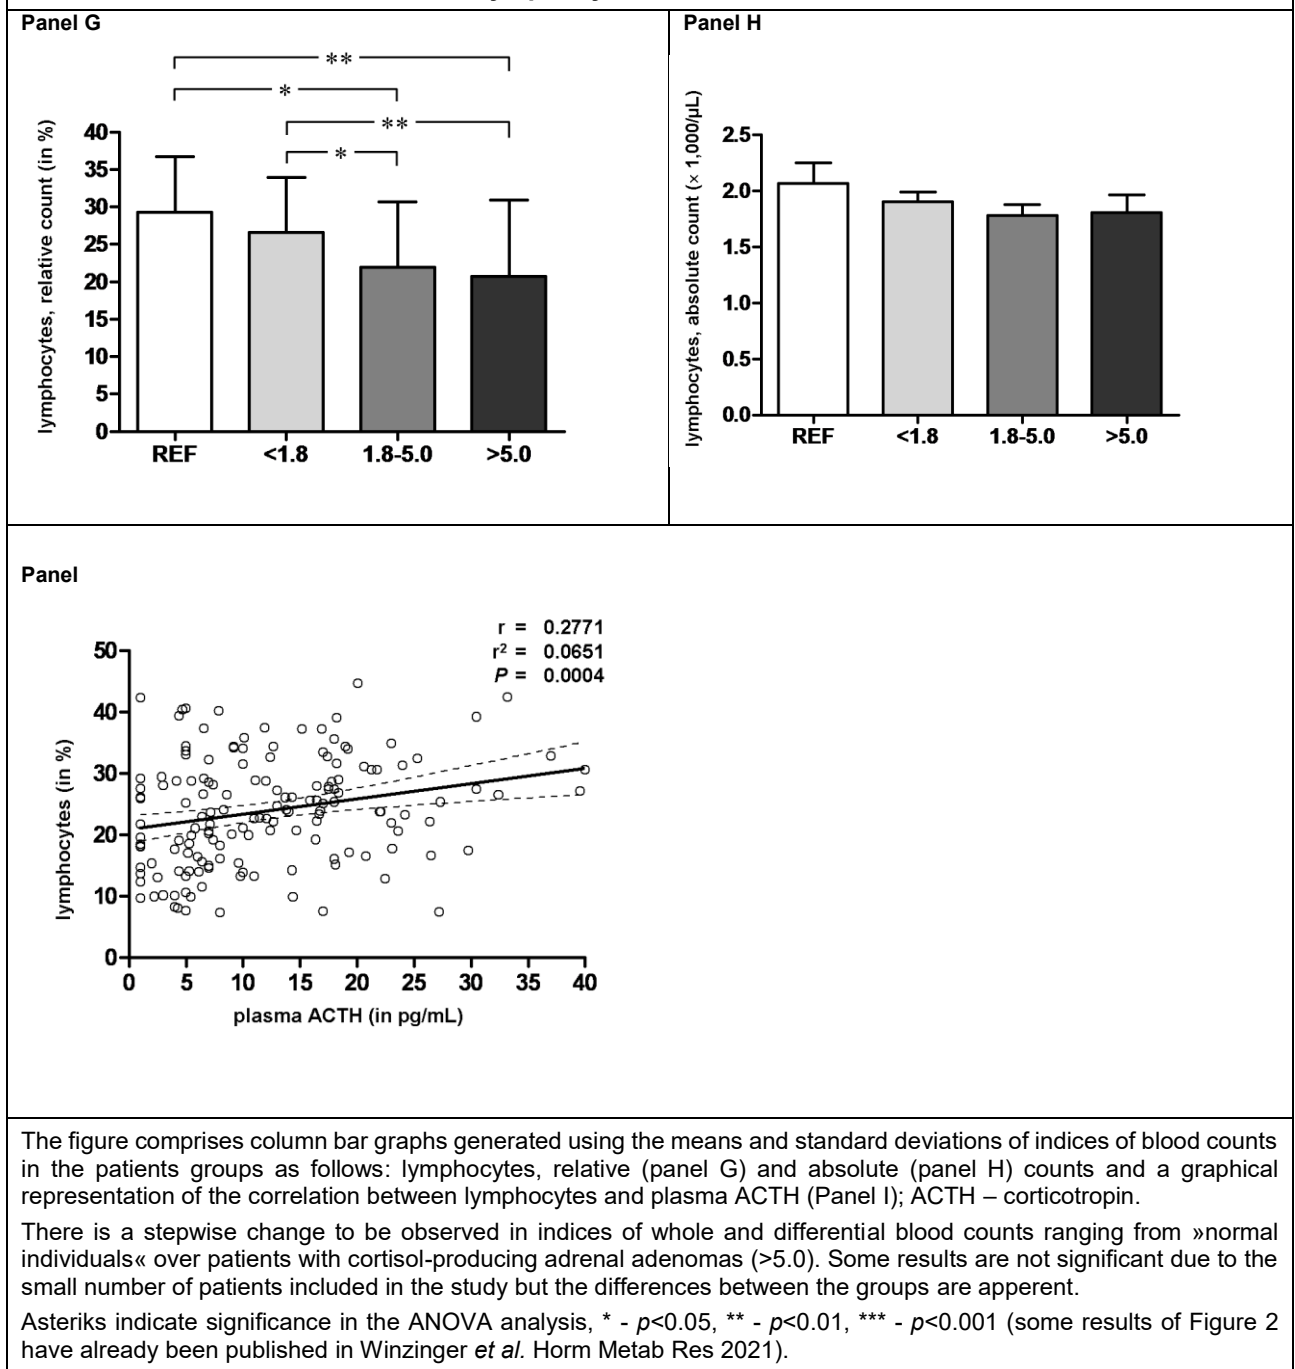 Panel G
**
*
**
*
lymphocytes, relative count (in %)
40
35
30
25
20
15
10
5
0
REF <1.8 1.8-5.0 >5.0
Panel H
lymphocytes, absolute count (× 1,000/µL)
2.5
2.0
1.5
1.0
0.5
0.0
REF <1.8 1.8-5.0 >5.0
Panel
r = 0.2771
r² = 0.0651
P = 0.0004
lymphocytes (in %)
50
40
30
20
10
0
0 5 10 15 20 25 30 35 40
plasma ACTH (in pg/mL)
The figure comprises column bar graphs generated using the means and standard deviations of indices of blood counts
in the patients groups as follows: lymphocytes, relative (panel G) and absolute (panel H) counts and a graphical
representation of the correlation between lymphocytes and plasma ACTH (Panel I); ACTH – corticotropin.
There is a stepwise change to be observed in indices of whole and differential blood counts ranging from »normal
individuals« over patients with cortisol-producing adrenal adenomas (>5.0). Some results are not significant due to the
small number of patients included in the study but the differences between the groups are apperent.
Asteriks indicate significance in the ANOVA analysis, * - p<0.05, ** - p<0.01, *** - p<0.001 (some results of Figure 2
have already been published in Winzinger et al. Horm Metab Res 2021).